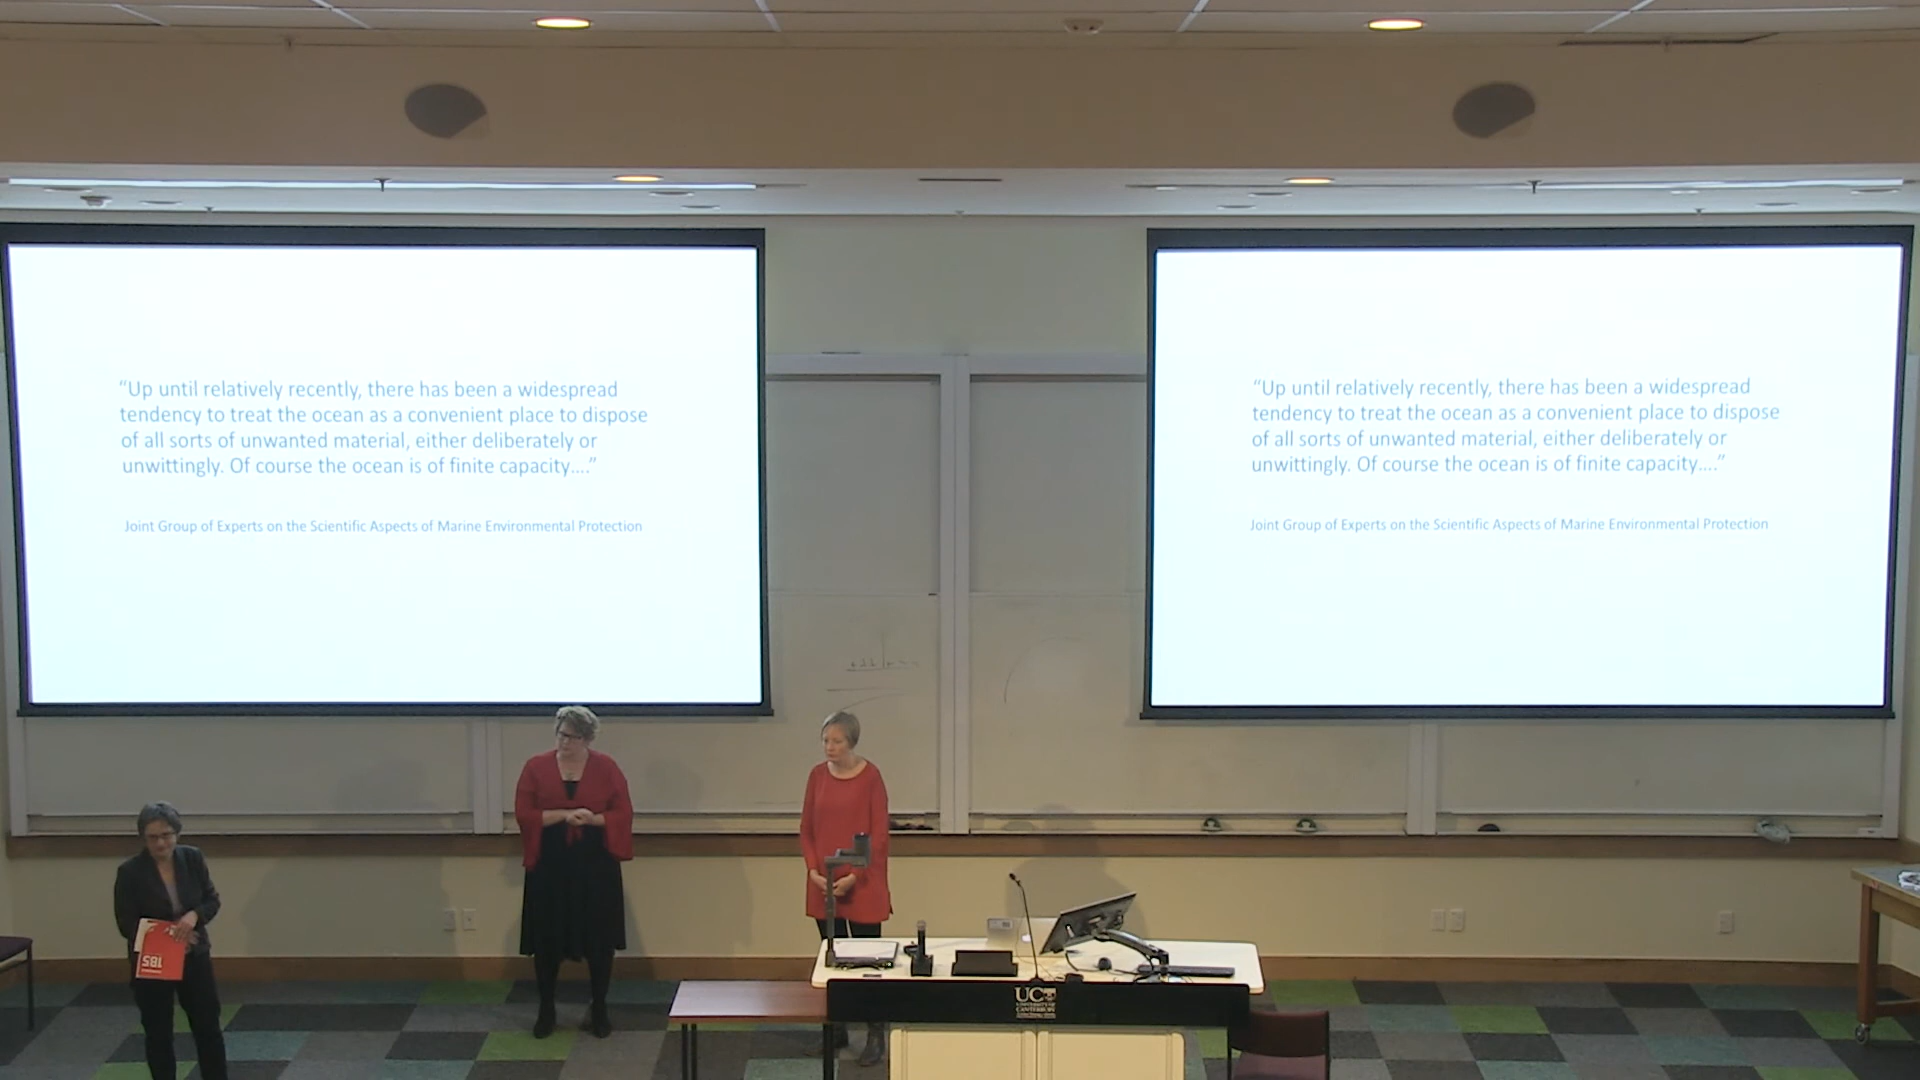 “Up until relatively recently, there has been a widespread
tendency to treat the ocean as a convenient place to dispose
of all sorts of unwanted material, either deliberately or
unwittingly. Of course the ocean is of finite capacity....”
Joint Group of Experts on the Scientific Aspects of Marine Environmental Protection
“Up until relatively recently, there has been a widespread
tendency to treat the ocean as a convenient place to dispose
of all sorts of unwanted material, either deliberately or
unwittingly. Of course the ocean is of finite capacity....”
Joint Group of Experts on the Scientific Aspects of Marine Environmental Protection
185
UC
UNIVERSITY OF
CANTERBURY